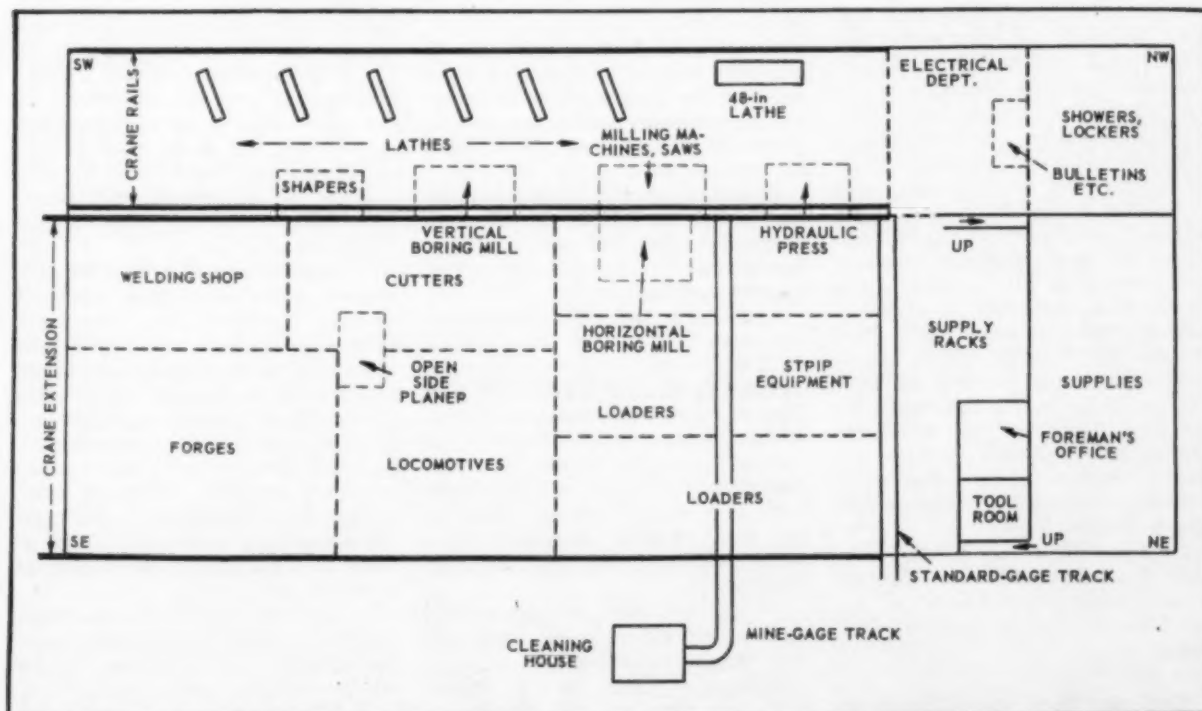 SW
CRANE RAILS
LATHES
48-in
LATHE
MILLING MA-
CHINES, SAWS
SHAPERS
ELECTRICAL
DEPT.
NW
SHOWERS,
LOCKERS
BULLETINS
ETC.
CRANE EXTENSION
WELDING SHOP
VERTICAL
BORING MILL
CUTTERS
HYDRAULIC
PRESS
UP
HORIZONTAL
BORING MILL
OPEN
SIDE
PLANER
STPIP
EQUIPMENT
SUPPLY
RACKS
SUPPLIES
LOADERS
FORGES
LOCOMOTIVES
FOREMAN'S
OFFICE
LOADERS
TOOL
ROOM
UP
SE
NE
STANDARD-GAGE TRACK
CLEANING
HOUSE
MINE-GAGE TRACK